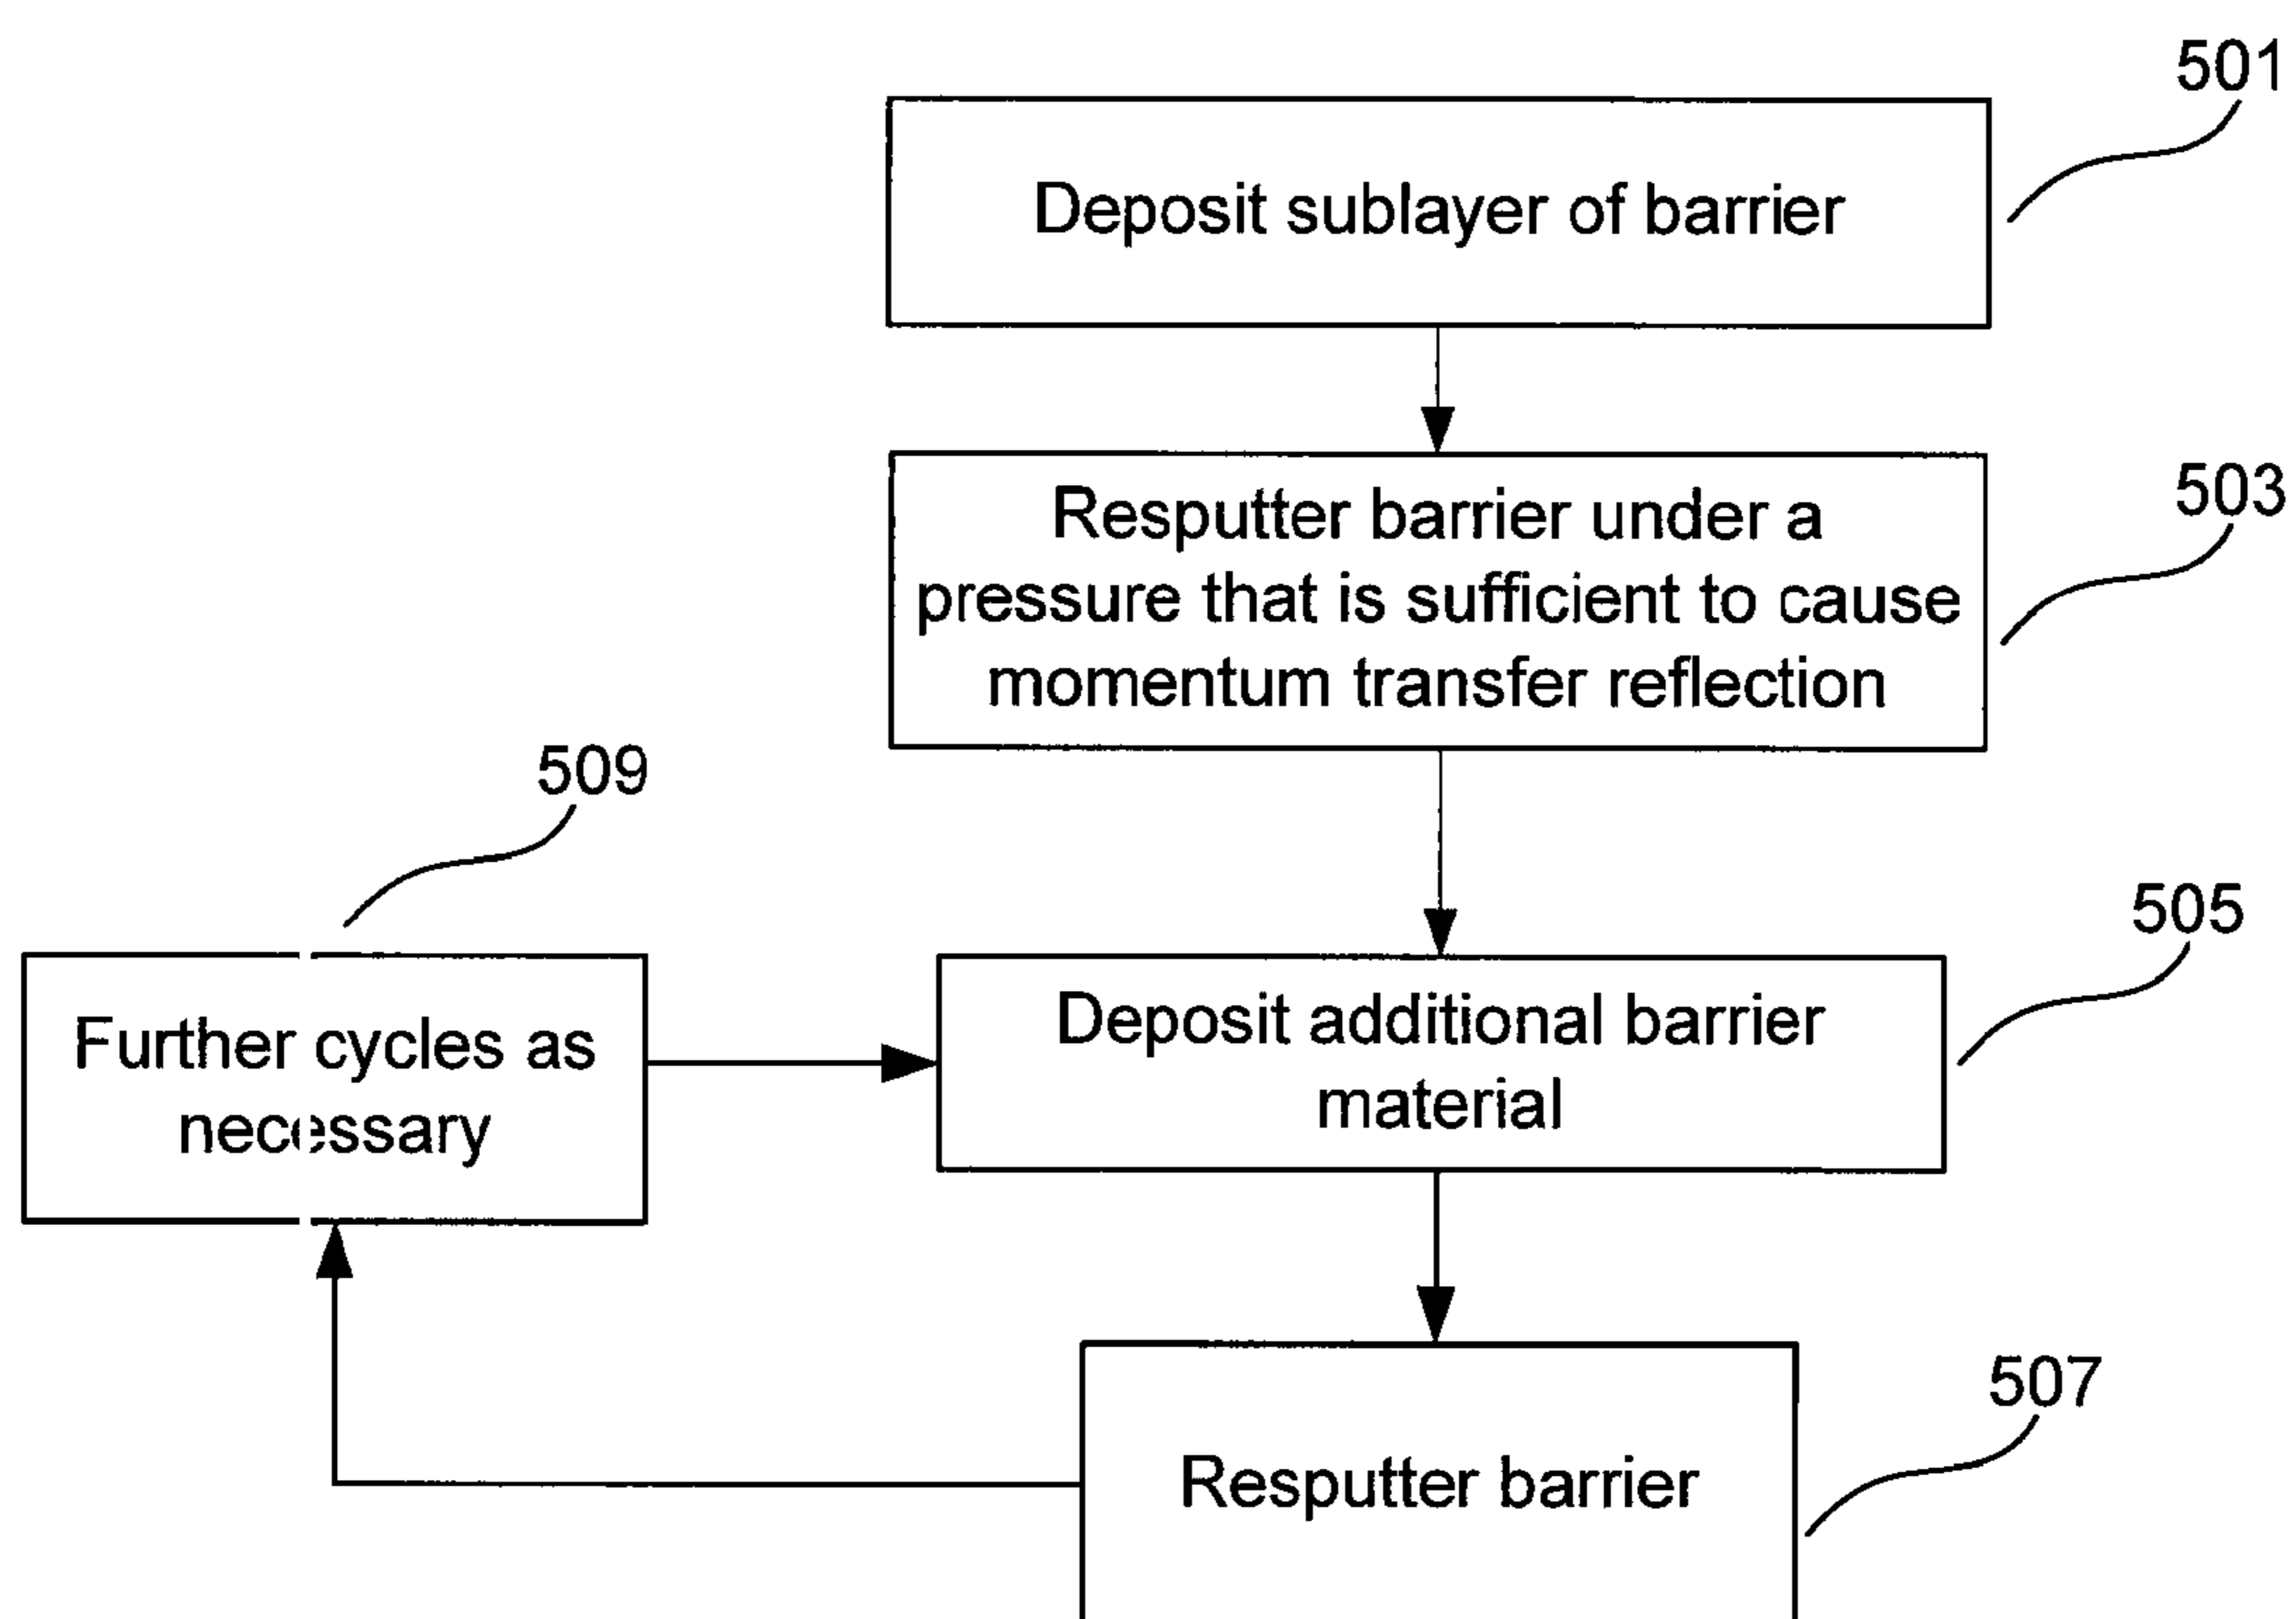 501
Deposit sublayer of barrier
503
Resputter barrier under a
pressure that is sufficient to cause
momentum transfer reflection
509
505
Further cycles as
necessary
Deposit additional barrier
material
507
Resputter barrier